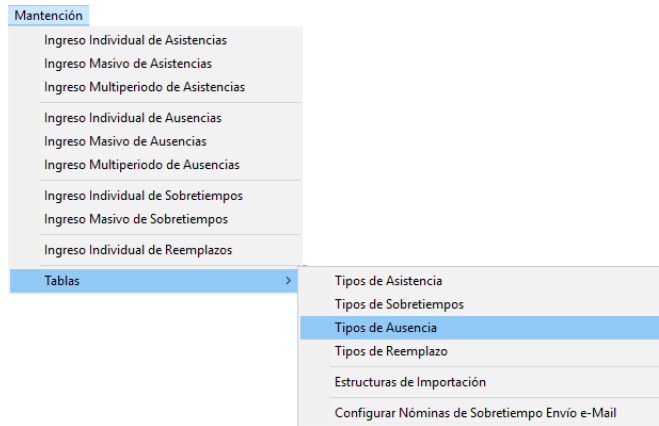 Mantención
Ingreso Individual de Asistencias
Ingreso Masivo de Asistencias
Ingreso Multiperiodo de Asistencias
Ingreso Individual de Ausencias
Ingreso Masivo de Ausencias
Ingreso Multiperiodo de Ausencias
Ingreso Individual de Sobretiempos
Ingreso Masivo de Sobretiempos
Ingreso Individual de Reemplazos
Tablas
Tipos de Asistencia
Tipos de Sobretiempos
Tipos de Ausencia
Tipos de Reemplazo
Estructuras de Importación
Configurar Nóminas de Sobretiempo Envío e-Mail